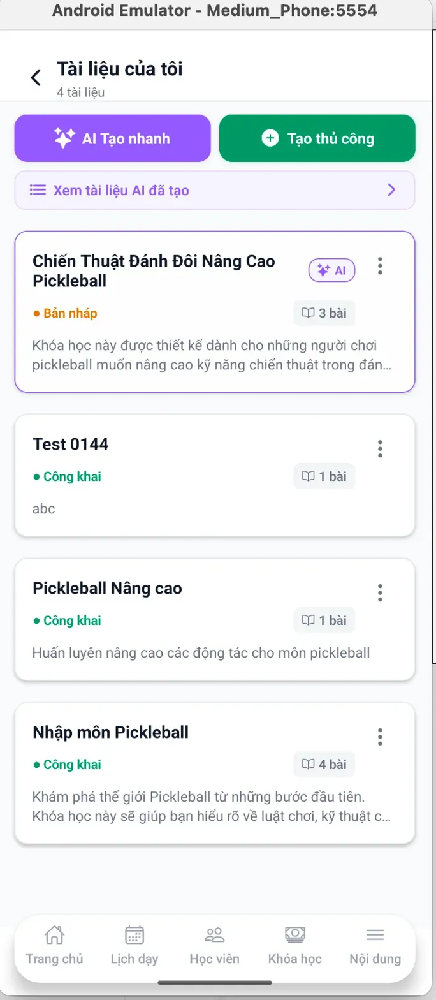 Android Emulator - Medium_Phone:5554
Tài liệu của tôi
4 tài liệu
AI Tạo nhanh
Tạo thủ công
Xem tài liệu AI đã tạo
Chiến Thuật Đánh Đôi Nâng Cao
Pickleball
AI
Bản nháp
3 bài
Khóa học này được thiết kế dành cho những người chơi
pickleball muốn nâng cao kỹ năng chiến thuật trong đán...
Test 0144
Công khai
1 bài
abc
Pickleball Nâng cao
Công khai
1 bài
Huấn luyên nâng cao các động tác cho môn pickleball
Nhập môn Pickleball
Công khai
4 bài
Khám phá thế giới Pickleball từ những bước đầu tiên.
Khóa học này sẽ giúp bạn hiểu rõ về luật chơi, kỹ thuật c...
Trang chủ
Lịch dạy
Học viên
Khóa học
Nội dung